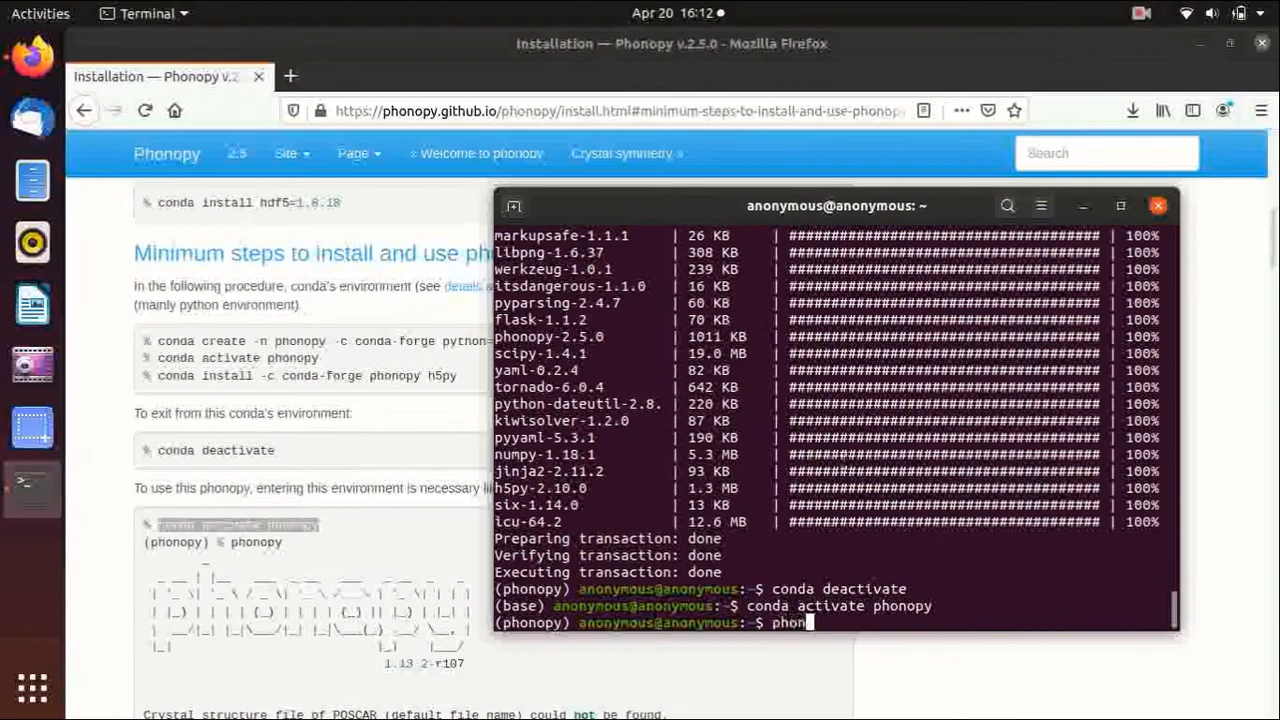 Activities
Terminal
Apr 20 16:12
Installation — Phonopy v.2.5.0 - Mozilla Firefox
Installation — Phonopy v.2
https://phonopy.github.io/phonopy/install.html#minimum-steps-to-install-and-use-phonopy
Phonopy 2.5 Site Page « Welcome to phonopy Crystal symmetry » Search
% conda install hdf5=1.8.18
Minimum steps to install and use ph
In the following procedure, conda's environment (see details
(mainly python environment).
% conda create -n phonopy -c conda-forge python=
% conda activate phonopy
% conda install -c conda-forge phonopy h5py
To exit from this conda's environment:
% conda deactivate
To use this phonopy, entering this environment is necessary li
%
(phonopy) % phonopy
1.13 2-r107
Crystal structure file of POSCAR (default file name) could not be found.
anonymous@anonymous: ~
markupsafe-1.1.1 | 26 KB | ##################################### | 100%
libpng-1.6.37 | 308 KB | ##################################### | 100%
werkzeug-1.0.1 | 239 KB | ##################################### | 100%
itsdangerous-1.1.0 | 16 KB | ##################################### | 100%
pyparsing-2.4.7 | 60 KB | ##################################### | 100%
flask-1.1.2 | 70 KB | ##################################### | 100%
phonopy-2.5.0 | 1011 KB | ##################################### | 100%
scipy-1.4.1 | 19.0 MB | ##################################### | 100%
yaml-0.2.4 | 82 KB | ##################################### | 100%
tornado-6.0.4 | 642 KB | ##################################### | 100%
python-dateutil-2.8. | 220 KB | ##################################### | 100%
kiwisolver-1.2.0 | 87 KB | ##################################### | 100%
pyyaml-5.3.1 | 190 KB | ##################################### | 100%
numpy-1.18.1 | 5.3 MB | ##################################### | 100%
jinja2-2.11.2 | 93 KB | ##################################### | 100%
h5py-2.10.0 | 1.3 MB | ##################################### | 100%
six-1.14.0 | 13 KB | ##################################### | 100%
icu-64.2 | 12.6 MB | ##################################### | 100%
Preparing transaction: done
Verifying transaction: done
Executing transaction: done
(phonopy) anonymous@anonymous:~$ conda deactivate
(base) anonymous@anonymous:~$ conda activate phonopy
(phonopy) anonymous@anonymous:~$ phon